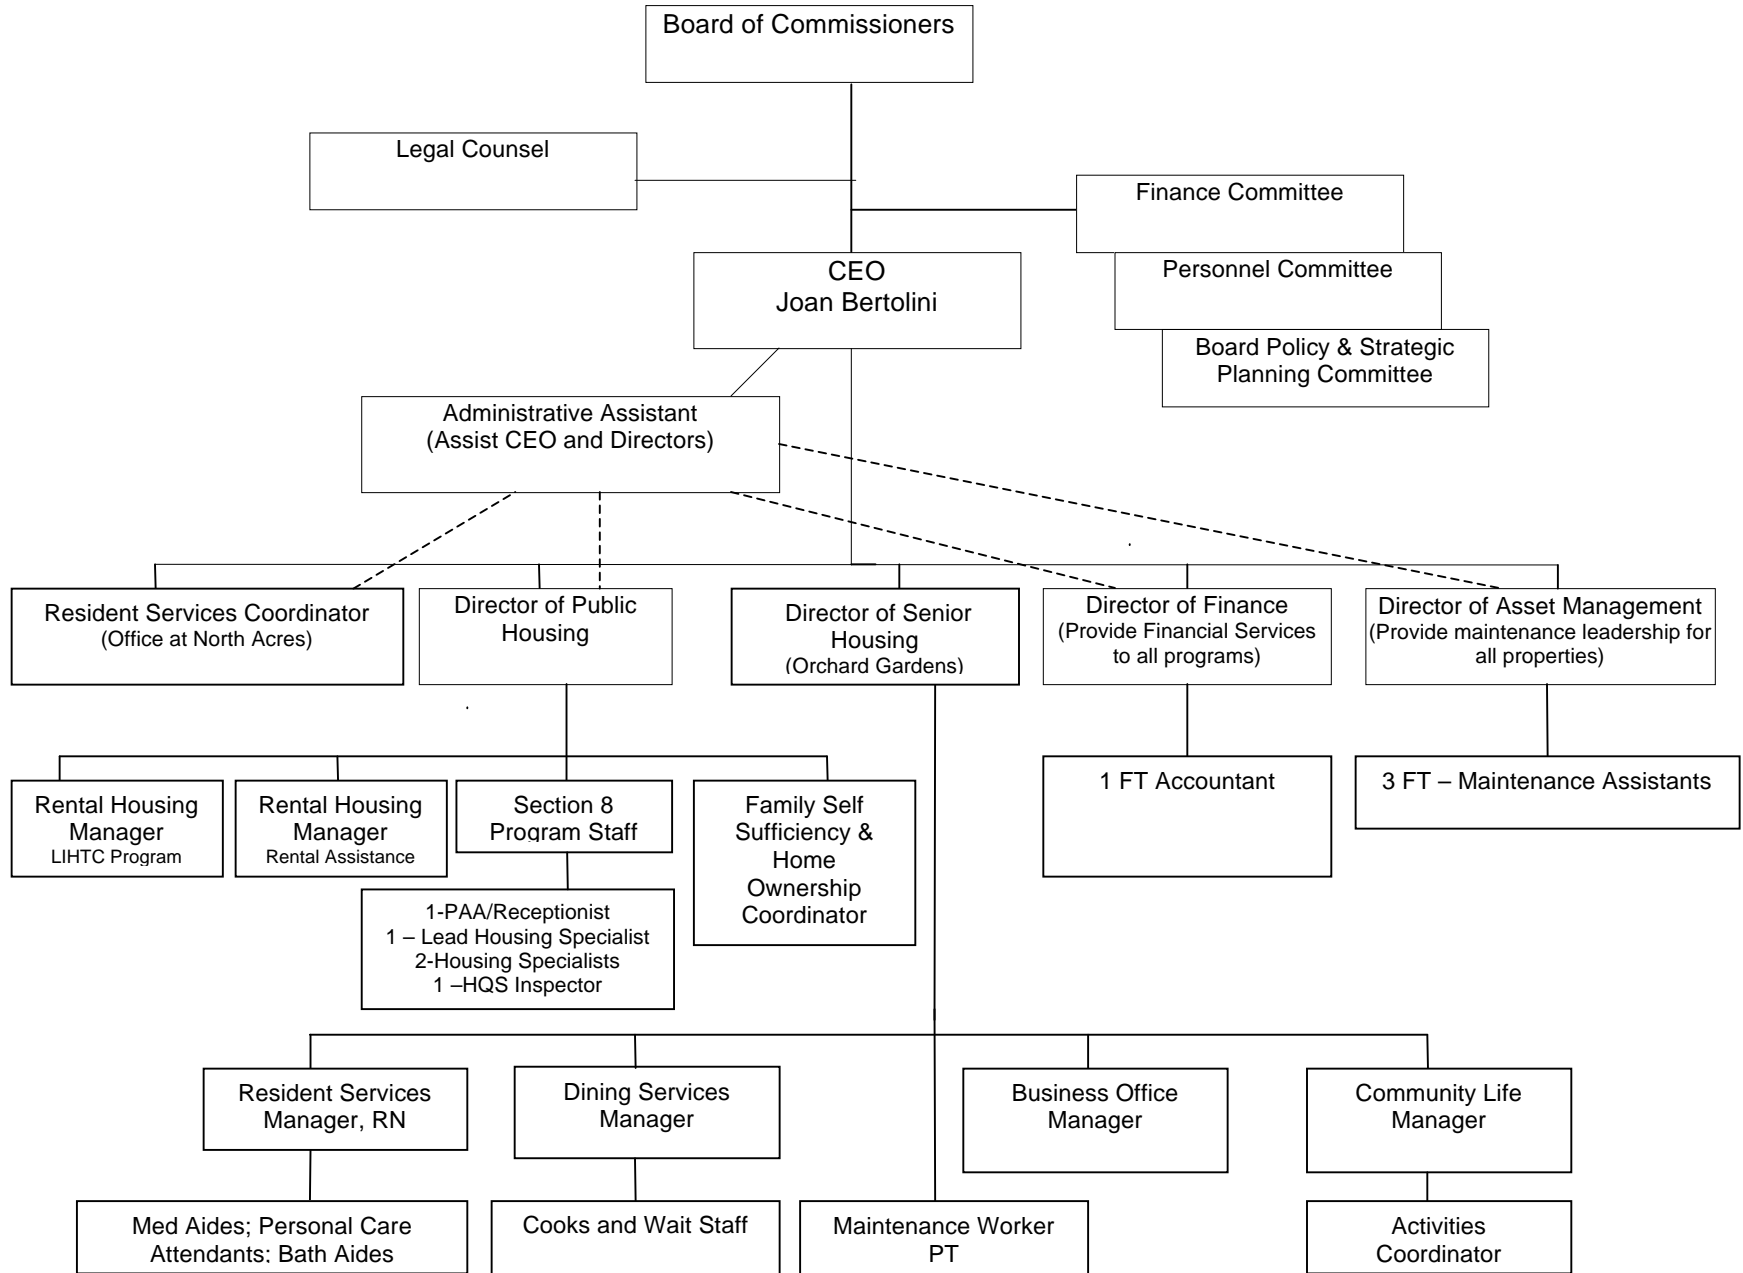 Board of Commissioners
Legal Counsel
Finance Committee
Personnel Committee
Board Policy & Strategic
Planning Committee
CEO
Joan Bertolini
Administrative Assistant
(Assist CEO and Directors)
Resident Services Coordinator
(Office at North Acres)
Director of Public
Housing
Director of Senior
Housing
(Orchard Gardens)
Director of Finance
(Provide Financial Services
to all programs)
Director of Asset Management
(Provide maintenance leadership for
all properties)
Rental Housing
Manager
LIHTC Program
Rental Housing
Manager
Rental Assistance
Section 8
Program Staff
Family Self
Sufficiency &
Home
Ownership
Coordinator
1 FT Accountant
3 FT – Maintenance Assistants
1-PAA/Receptionist
1 – Lead Housing Specialist
2-Housing Specialists
1 –HQS Inspector
Resident Services
Manager, RN
Dining Services
Manager
Business Office
Manager
Community Life
Manager
Med Aides; Personal Care
Attendants; Bath Aides
Cooks and Wait Staff
Maintenance Worker
PT
Activities
Coordinator